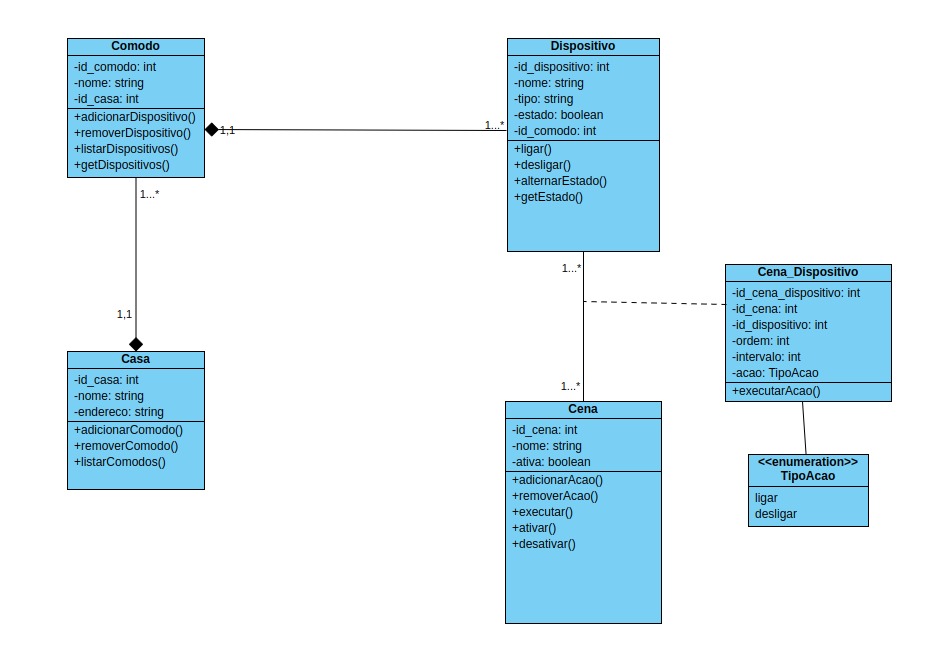 Comodo
-id_comodo: int
-nome: string
-id_casa: int
+adicionarDispositivo()
+removerDispositivo()
+listarDispositivos()
+getDispositivos()
1,1
1...*
Dispositivo
-id_dispositivo: int
-nome: string
-tipo: string
-estado: boolean
-id_comodo: int
+ligar()
+desligar()
+alternarEstado()
+getEstado()
1...*
1,1
Casa
-id_casa: int
-nome: string
-endereco: string
+adicionarComodo()
+removerComodo()
+listarComodos()
1...*
1...*
Cena_Dispositivo
-id_cena_dispositivo: int
-id_cena: int
-id_dispositivo: int
-ordem: int
-intervalo: int
-acao: TipoAcao
+executarAcao()
Cena
-id_cena: int
-nome: string
-ativa: boolean
+adicionarAcao()
+removerAcao()
+executar()
+ativar()
+desativar()
<<enumeration>>
TipoAcao
ligar
desligar